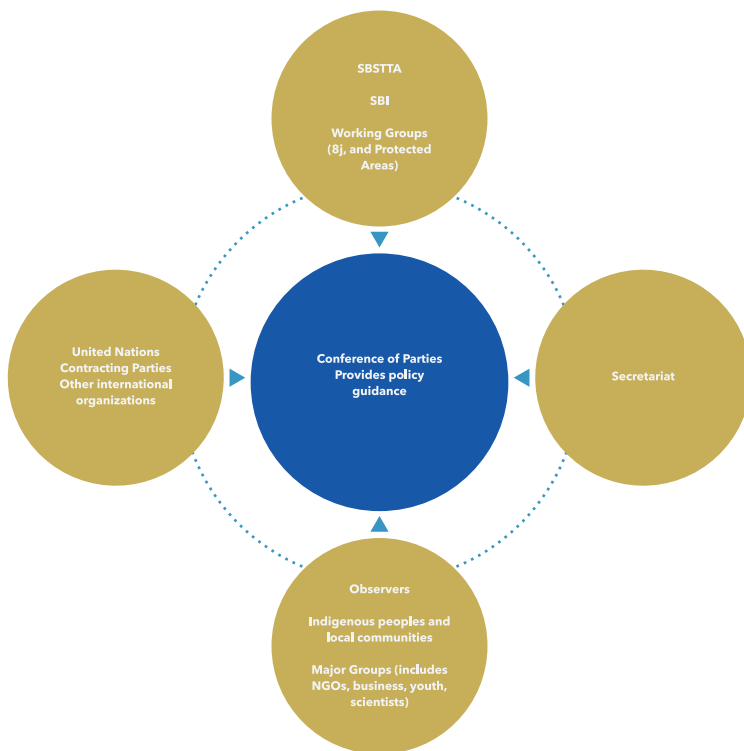 SBSTTA
SBI
Working Groups
(8j, and Protected
Areas)
United Nations
Contracting Parties
Other international
organizations
Conference of Parties
Provides policy
guidance
Secretariat
Observers
Indigenous peoples and
local communities
Major Groups (includes
NGOs, business, youth,
scientists)